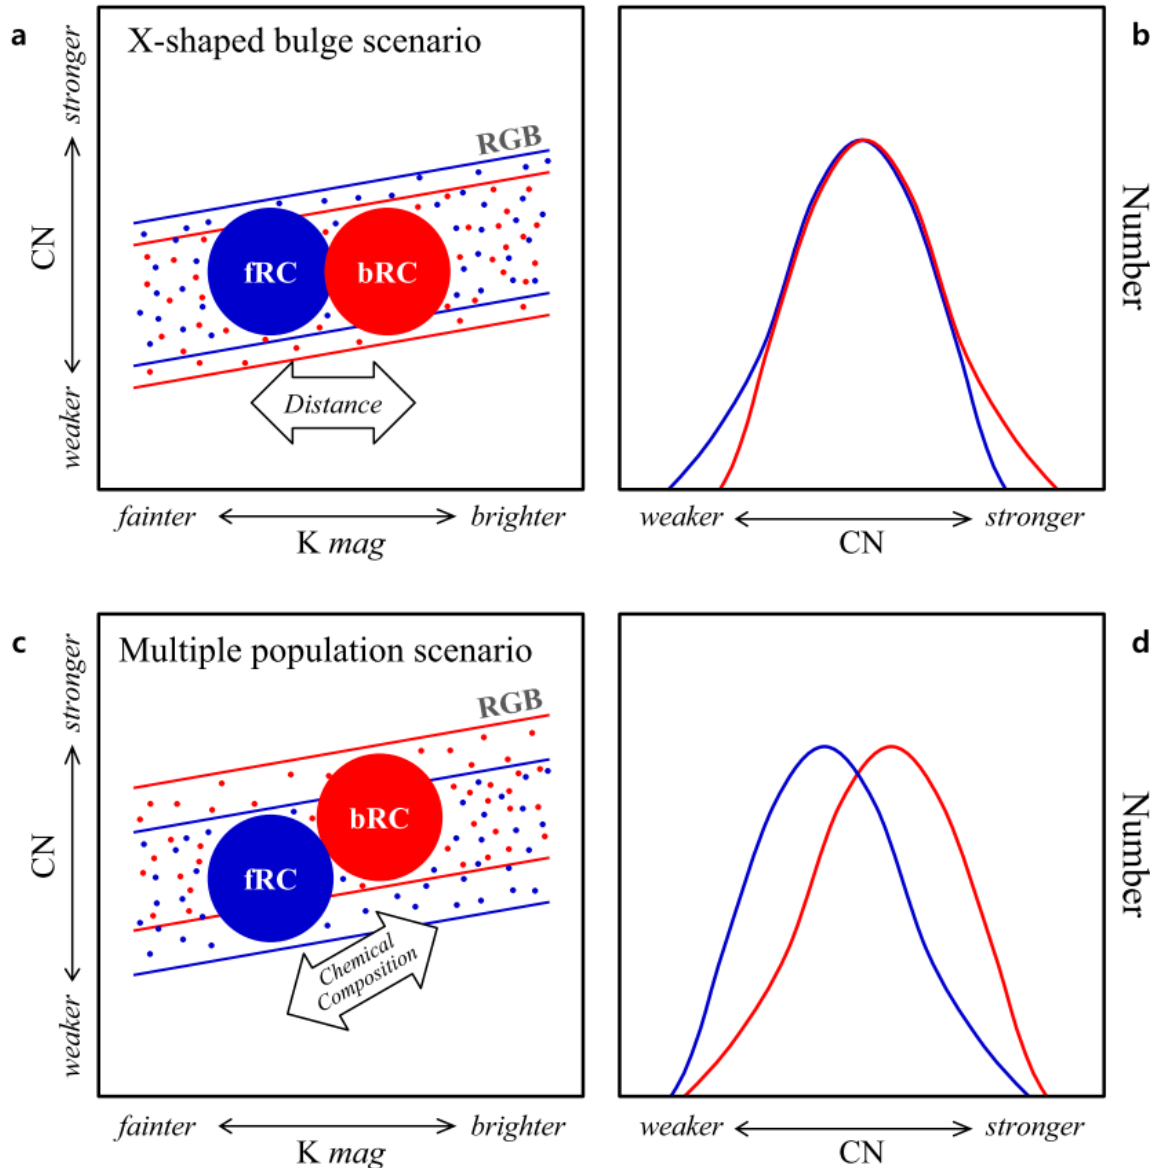 a
X-shaped bulge scenario
stronger
CN
weaker
RGB
fRC
bRC
Distance
fainter
brighter
K mag
b
Number
weaker
stronger
CN
c
Multiple population scenario
stronger
CN
weaker
RGB
bRC
fRC
Chemical
Composition
fainter
brighter
K mag
d
Number
weaker
stronger
CN